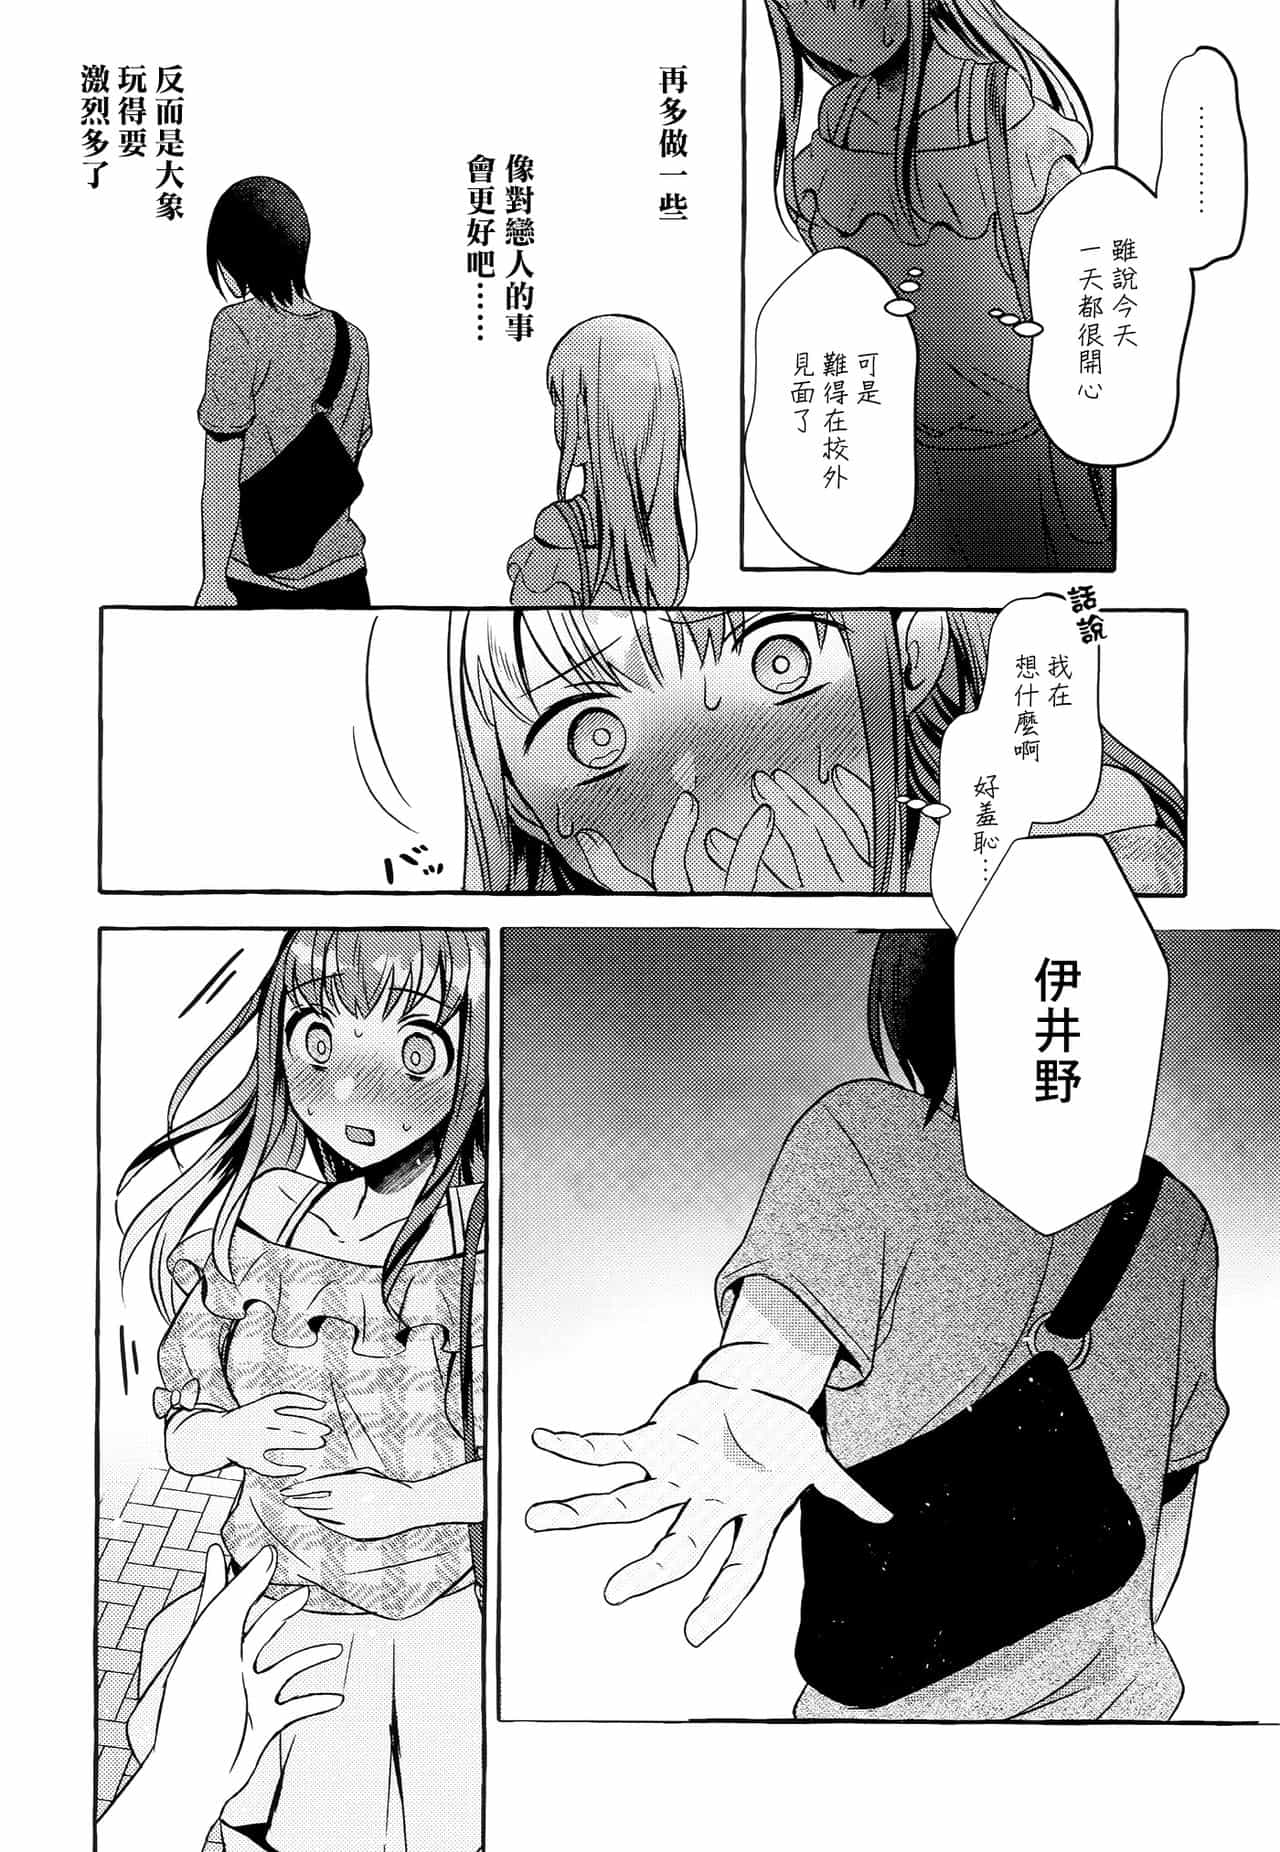 ………
雖說今天
一天都很開心
可是
難得在校外
見面了
再多做一些
像對戀人的事
會更好吧……
反而是大象
玩得要
激烈多了
話說
我在
想什麼啊
好羞恥…
バッ
伊井野